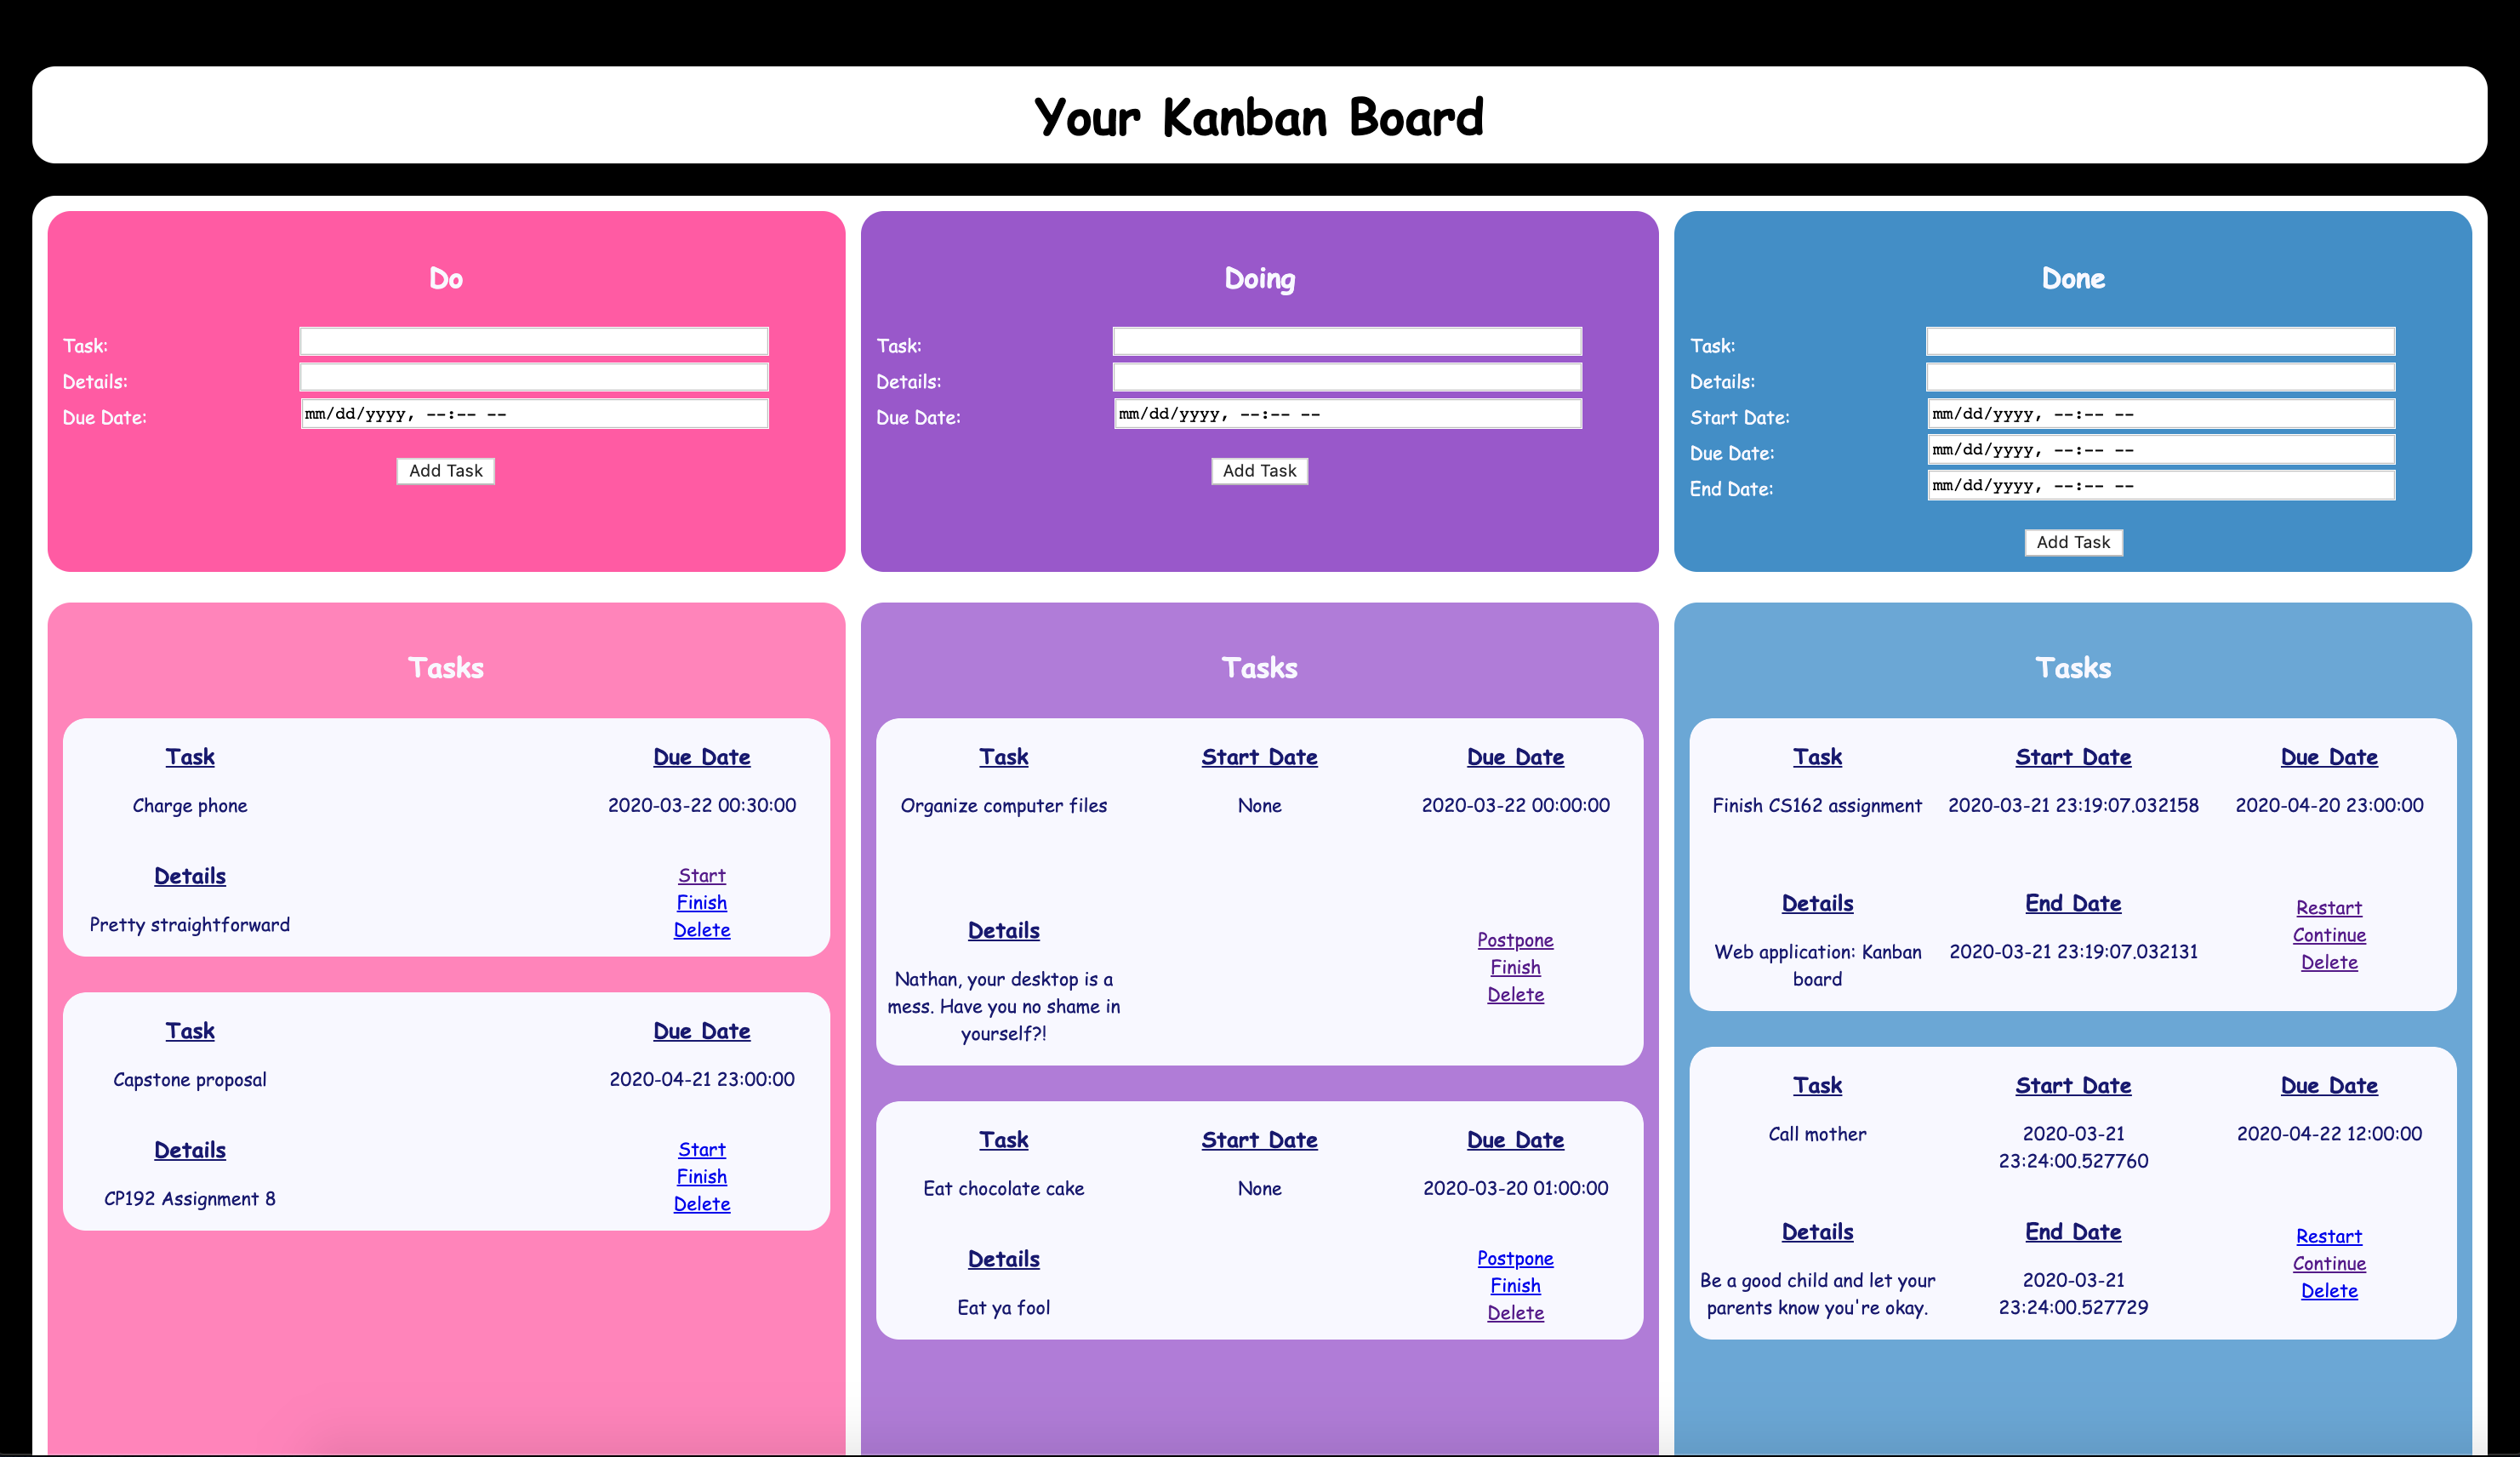 Your Kanban Board
Do
Task:
Details:
Due Date:
mm/dd/yyyy, --:-- --
Add Task
Doing
Task:
Details:
Due Date:
mm/dd/yyyy, --:-- --
Add Task
Done
Task:
Details:
Start Date:
mm/dd/yyyy, --:-- --
Due Date:
mm/dd/yyyy, --:-- --
End Date:
mm/dd/yyyy, --:-- --
Add Task
Tasks
Task
Due Date
Charge phone
2020-03-22 00:30:00
Details
Pretty straightforward
Start
Finish
Delete
Task
Due Date
Capstone proposal
2020-04-21 23:00:00
Details
CP192 Assignment 8
Start
Finish
Delete
Tasks
Task
Start Date
Due Date
Organize computer files
None
2020-03-22 00:00:00
Details
Nathan, your desktop is a
mess. Have you no shame in
yourself?!
Postpone
Finish
Delete
Task
Start Date
Due Date
Eat chocolate cake
None
2020-03-20 01:00:00
Details
Eat ya fool
Postpone
Finish
Delete
Tasks
Task
Start Date
Due Date
Finish CS162 assignment
2020-03-21 23:19:07.032158
2020-04-20 23:00:00
Details
Web application: Kanban
board
End Date
2020-03-21 23:19:07.032131
Restart
Continue
Delete
Task
Start Date
Due Date
Call mother
2020-03-21
23:24:00.527760
2020-04-22 12:00:00
Details
Be a good child and let your
parents know you're okay.
End Date
2020-03-21
23:24:00.527729
Restart
Continue
Delete